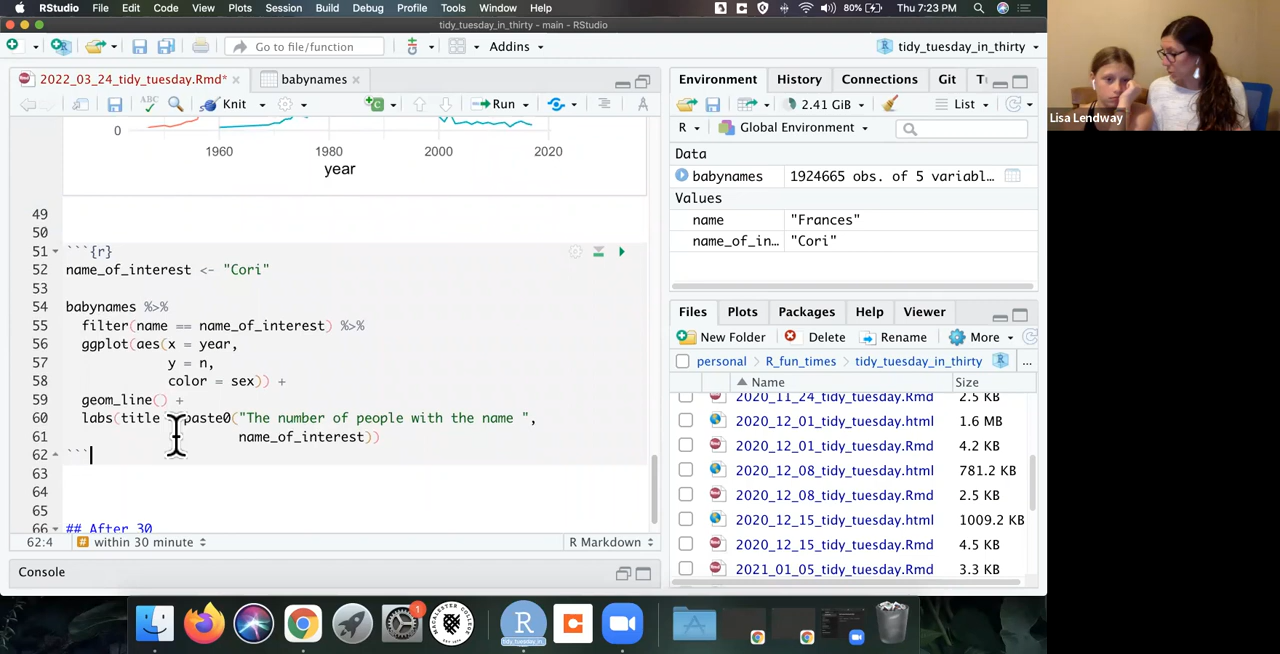 RStudio File Edit Code View Plots Session Build Debug Profile Tools Window Help 80% Thu 7:23 PM
tidy_tuesday_in_thirty - main - RStudio
Go to file/function Addins tidy_tuesday_in_thirty
2022_03_24_tidy_tuesday.Rmd* babynames
ABC Knit Run
0
1960 1980 2000 2020
year
49
50
51 ```{r}
52 name_of_interest <- "Cori"
53
54 babynames %>%
55 filter(name == name_of_interest) %>%
56 ggplot(aes(x = year,
57 y = n,
58 color = sex)) +
59 geom_line() +
60 labs(title paste0("The number of people with the name ",
61 name_of_interest))
62 ```
63
64
65
66 ## After 30
62:4 # within 30 minute R Markdown
Console
Environment History Connections Git
2.41 GiB List
R Global Environment
Data
babynames 1924665 obs. of 5 variabl…
Values
name "Frances"
name_of_in… "Cori"
Files Plots Packages Help Viewer
New Folder Delete Rename More
personal R_fun_times tidy_tuesday_in_thirty ...
Name Size
2020_11_24_tidy_tuesday.Rmd 2.5 KB
2020_12_01_tidy_tuesday.html 1.6 MB
2020_12_01_tidy_tuesday.Rmd 4.2 KB
2020_12_08_tidy_tuesday.html 781.2 KB
2020_12_08_tidy_tuesday.Rmd 2.5 KB
2020_12_15_tidy_tuesday.html 1009.2 KB
2020_12_15_tidy_tuesday.Rmd 4.5 KB
2021_01_05_tidy_tuesday.Rmd 3.3 KB
Lisa Lendway
1
R
tidy_tuesday_in_